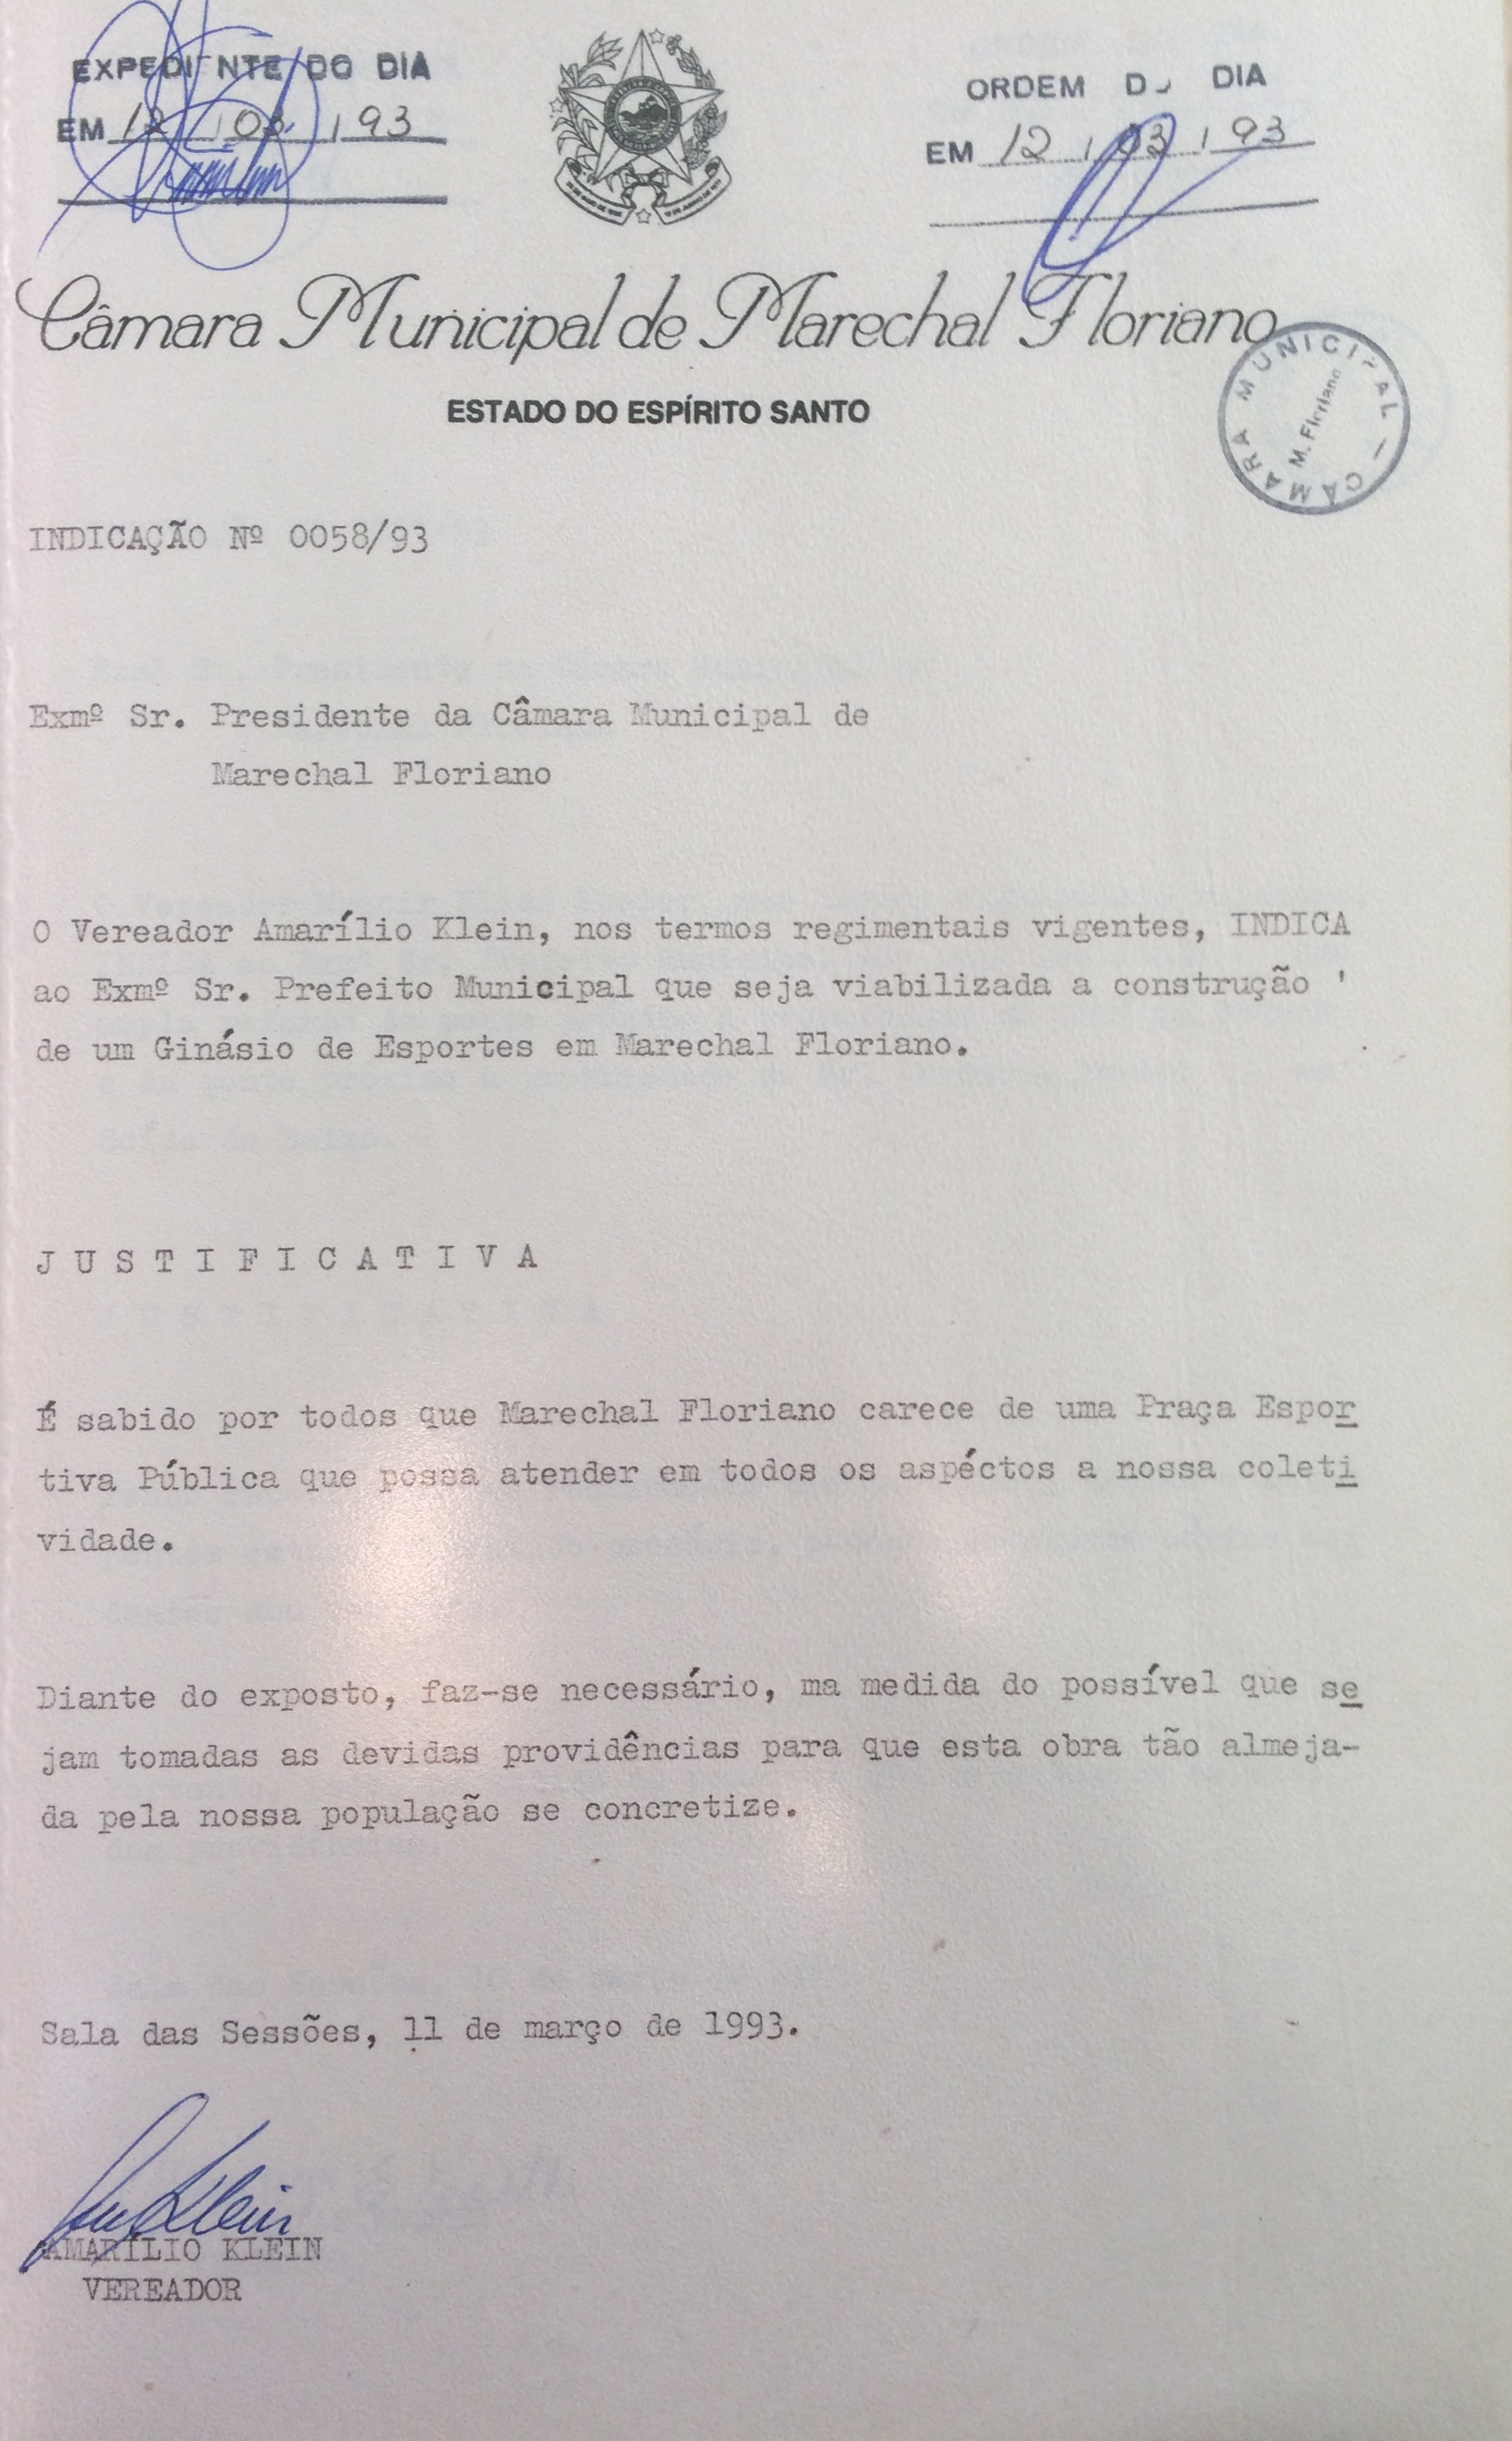 EXPEDIENTE DO DIA
EM 12 / 03 / 93
ORDEM DO DIA
EM 12 / 03 / 93
Câmara Municipal de Marechal Floriano
ESTADO DO ESPÍRITO SANTO
CÂMARA MUNICIPAL —
M. Floriano
INDICAÇÃO Nº 0058/93
Exmº Sr. Presidente da Câmara Municipal de
Marechal Floriano
O Vereador Amarílio Klein, nos termos regimentais vigentes, INDICA
ao Exmº Sr. Prefeito Municipal que seja viabilizada a construção '
de um Ginásio de Esportes em Marechal Floriano.
J U S T I F I C A T I V A
É sabido por todos que Marechal Floriano carece de uma Praça Espor
tiva Pública que possa atender em todos os aspéctos a nossa coleti
vidade.
Diante do exposto, faz-se necessário, ma medida do possível que se
jam tomadas as devidas providências para que esta obra tão almeja-
da pela nossa população se concretize.
Sala das Sessões, 11 de março de 1993.
Klein
AMARÍLIO KLEIN
VEREADOR